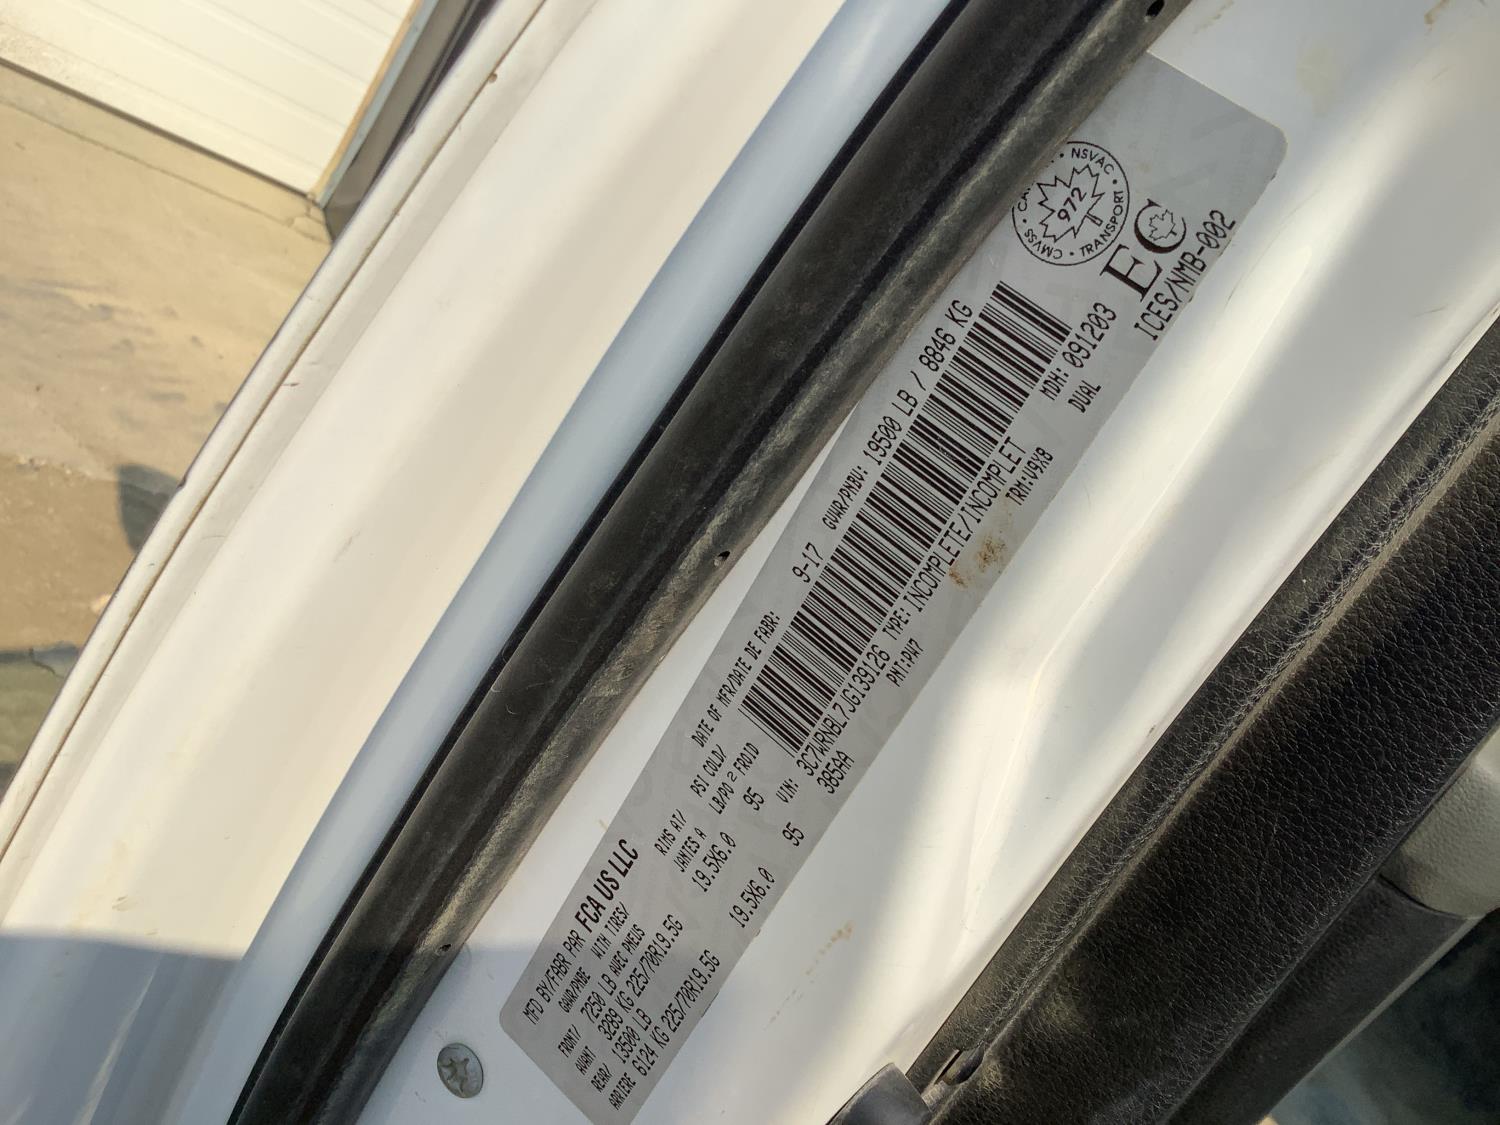 MFD BY/FABR PAR FCA US LLC
DATE OF MFR/DATE DE FABR: 9-17
GVWR/PNBV: 19500 LB / 8846 KG
GAWR/PNBE WITH TIRES/ RIMS AT/ PSI COLD/
LB AVEC PNEUS JANTES A LB/PO 2 FROID
FRONT/ 7250 LB
AVANT 3289 KG 225/70R19.5G 19.5X6.0 95
REAR/ 13500 LB
ARRIERE 6124 KG 225/70R19.5G 19.5X6.0 95
VIN: 3C7WRNBL7JG139126 TYPE: INCOMPLETE/INCOMPLET
MDH: 091203
385AA PNT:PW7 TRM:V9X8 DUAL
NSVAC • TRANSPORT • CMVSS
972
EC
ICES/NMB-002